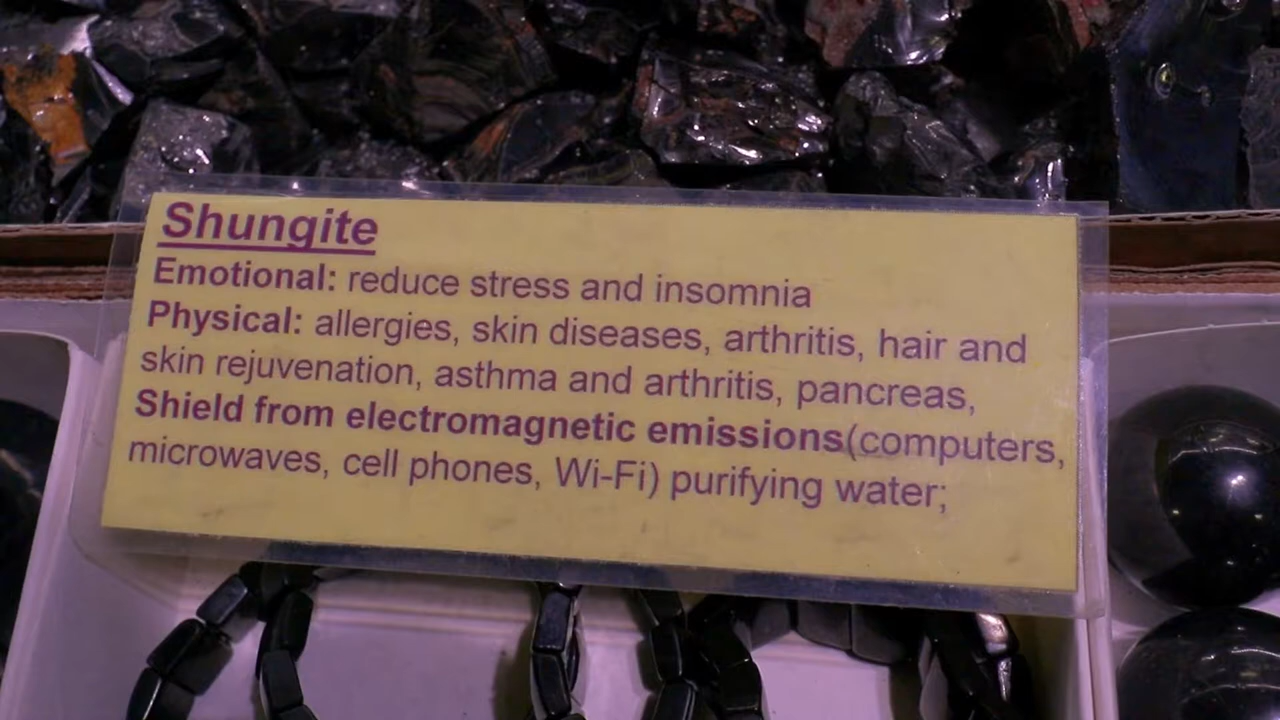 Shungite
Emotional: reduce stress and insomnia
Physical: allergies, skin diseases, arthritis, hair and
skin rejuvenation, asthma and arthritis, pancreas,
Shield from electromagnetic emissions(computers,
microwaves, cell phones, Wi-Fi) purifying water;